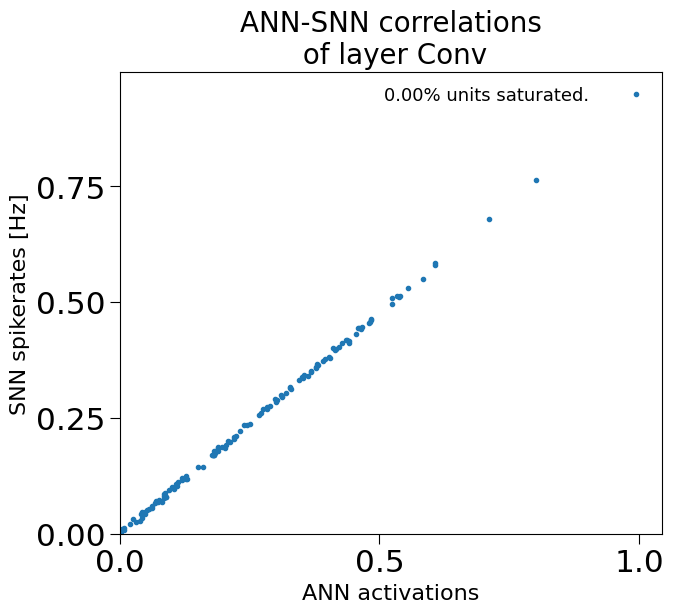 ANN-SNN correlations
of layer Conv
0.00% units saturated.
SNN spikerates [Hz]
0.75
0.50
0.25
0.00
0.0
0.5
1.0
ANN activations